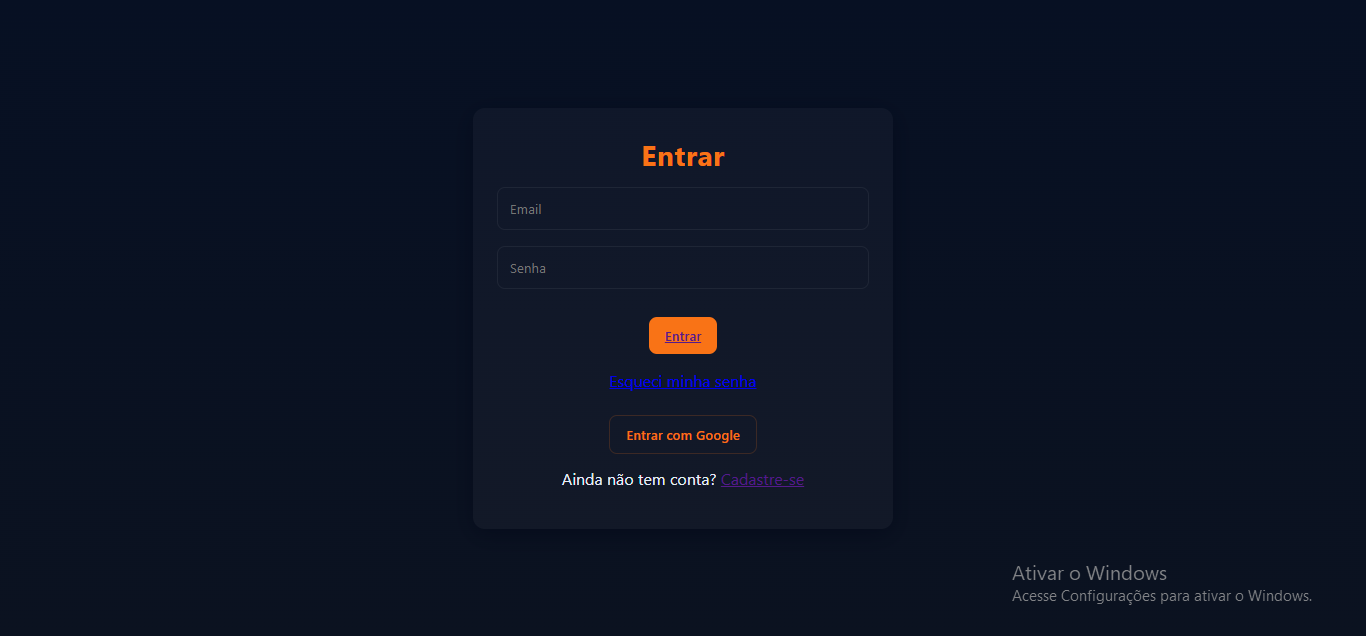 Entrar
Email
Senha
Entrar
Esqueci minha senha
Entrar com Google
Ainda não tem conta? Cadastre-se
Ativar o Windows
Acesse Configurações para ativar o Windows.